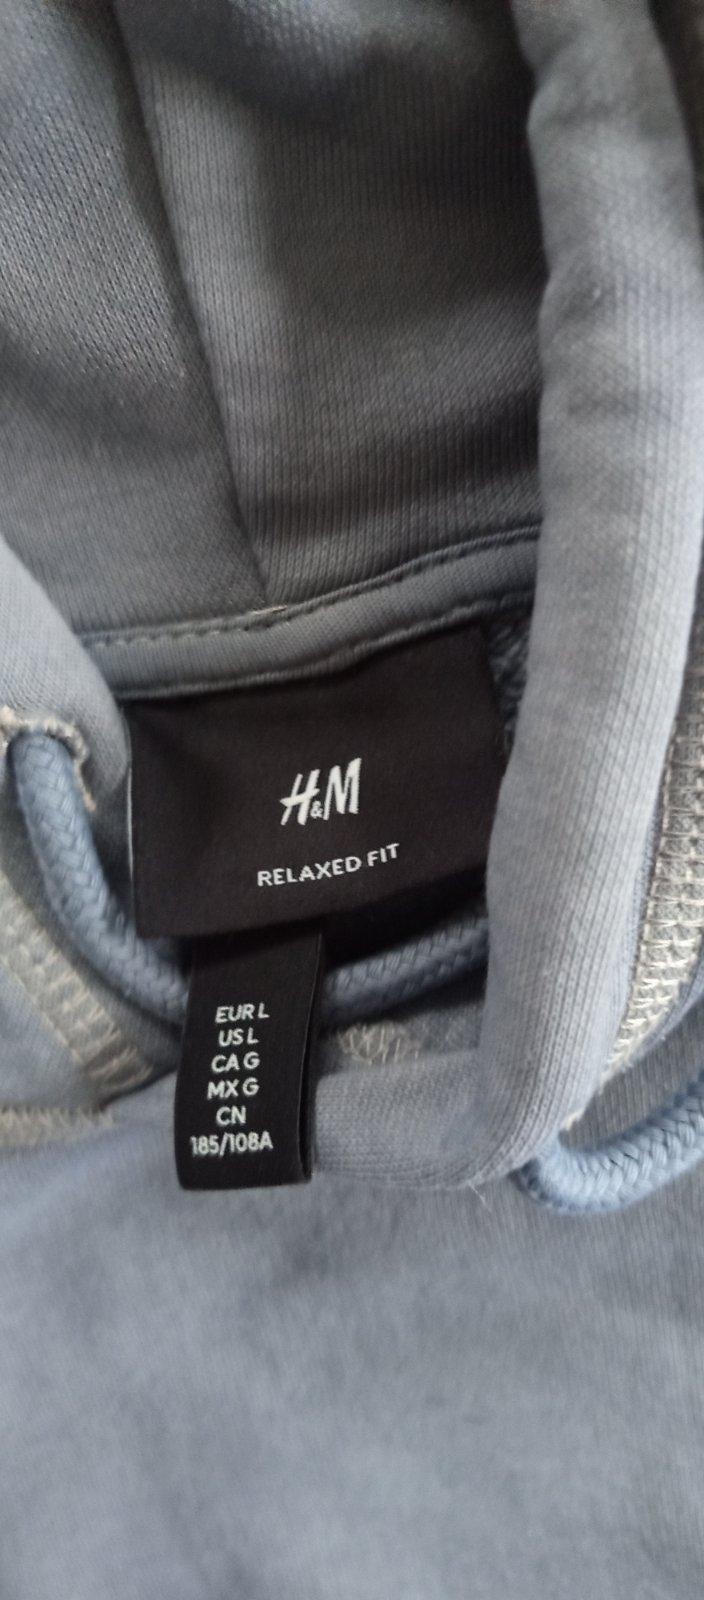 H&M
RELAXED FIT
EUR L
US L
CA G
MX G
CN
185/108A